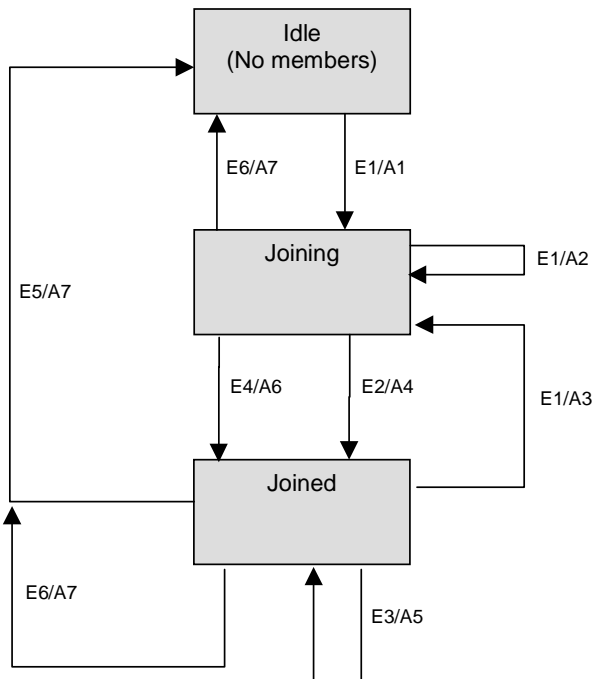 Idle
(No members)
E6/A7
E1/A1
Joining
E1/A2
E5/A7
E4/A6
E2/A4
E1/A3
Joined
E6/A7
E3/A5